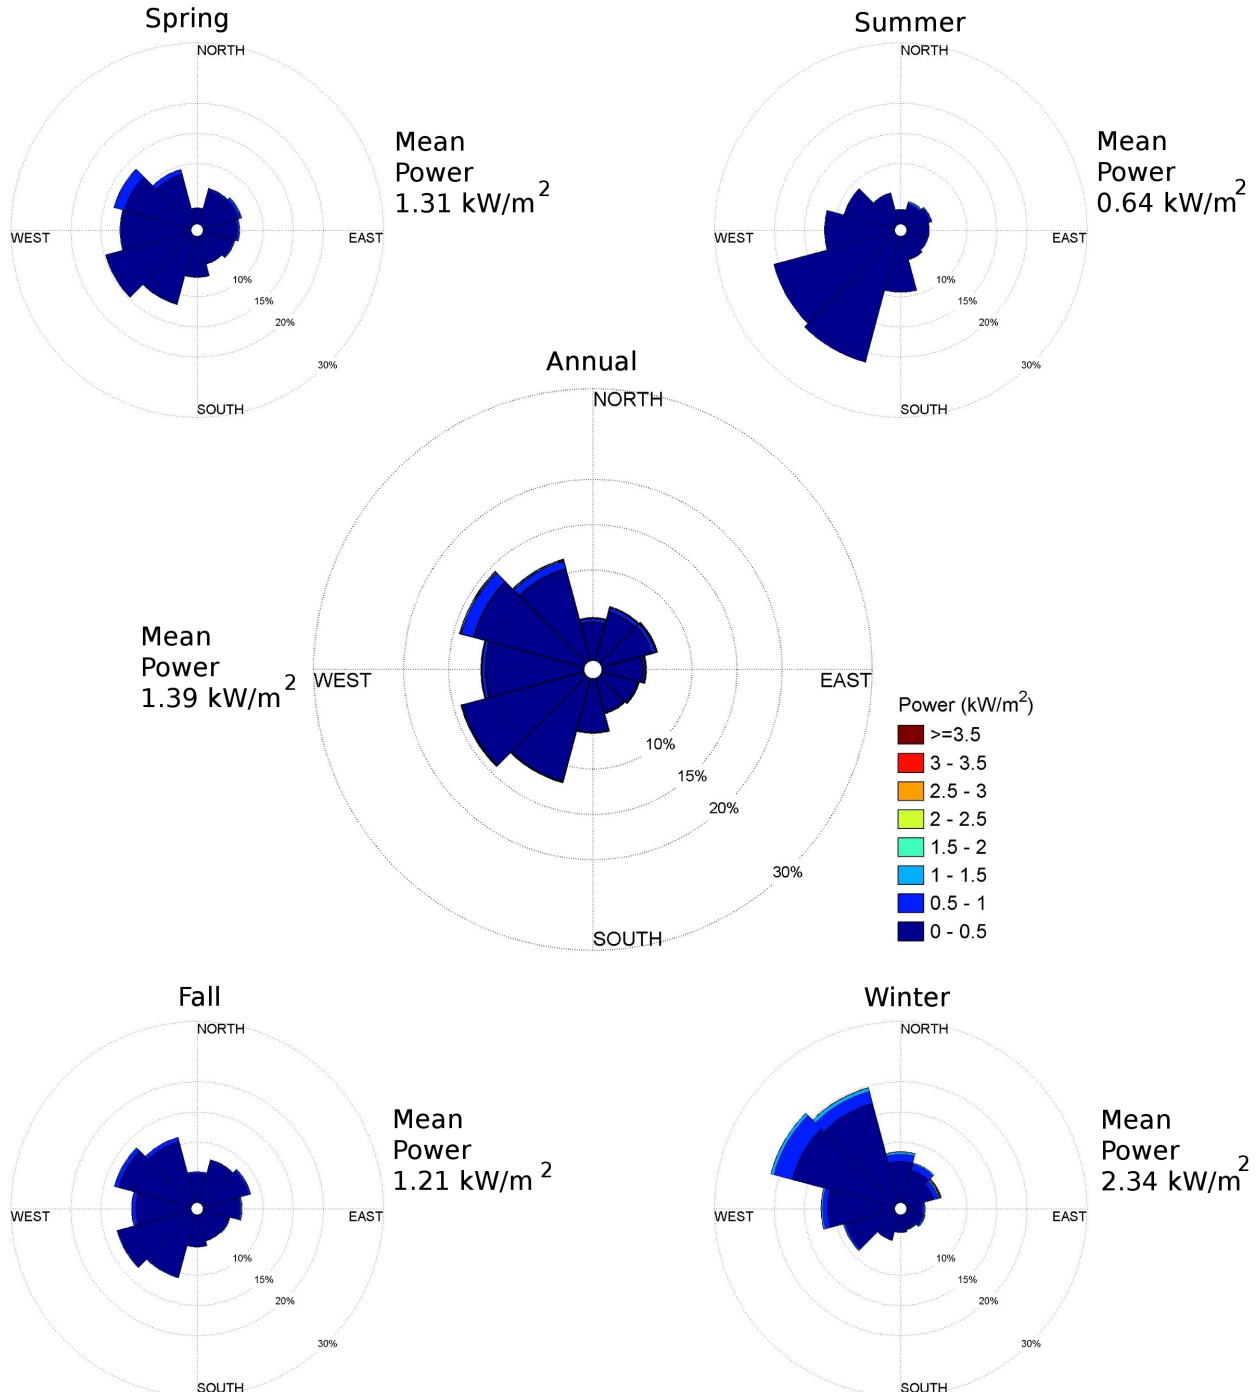 Spring
NORTH
WEST
EAST
SOUTH
10%
15%
20%
30%
Mean
Power
1.31 kW/m²
Summer
NORTH
WEST
EAST
SOUTH
10%
15%
20%
30%
Mean
Power
0.64 kW/m²
Annual
NORTH
WEST
EAST
SOUTH
10%
15%
20%
30%
Mean
Power
1.39 kW/m²
Power (kW/m²)
>=3.5
3 - 3.5
2.5 - 3
2 - 2.5
1.5 - 2
1 - 1.5
0.5 - 1
0 - 0.5
Fall
NORTH
WEST
EAST
SOUTH
10%
15%
20%
30%
Mean
Power
1.21 kW/m²
Winter
NORTH
WEST
EAST
SOUTH
10%
15%
20%
30%
Mean
Power
2.34 kW/m²